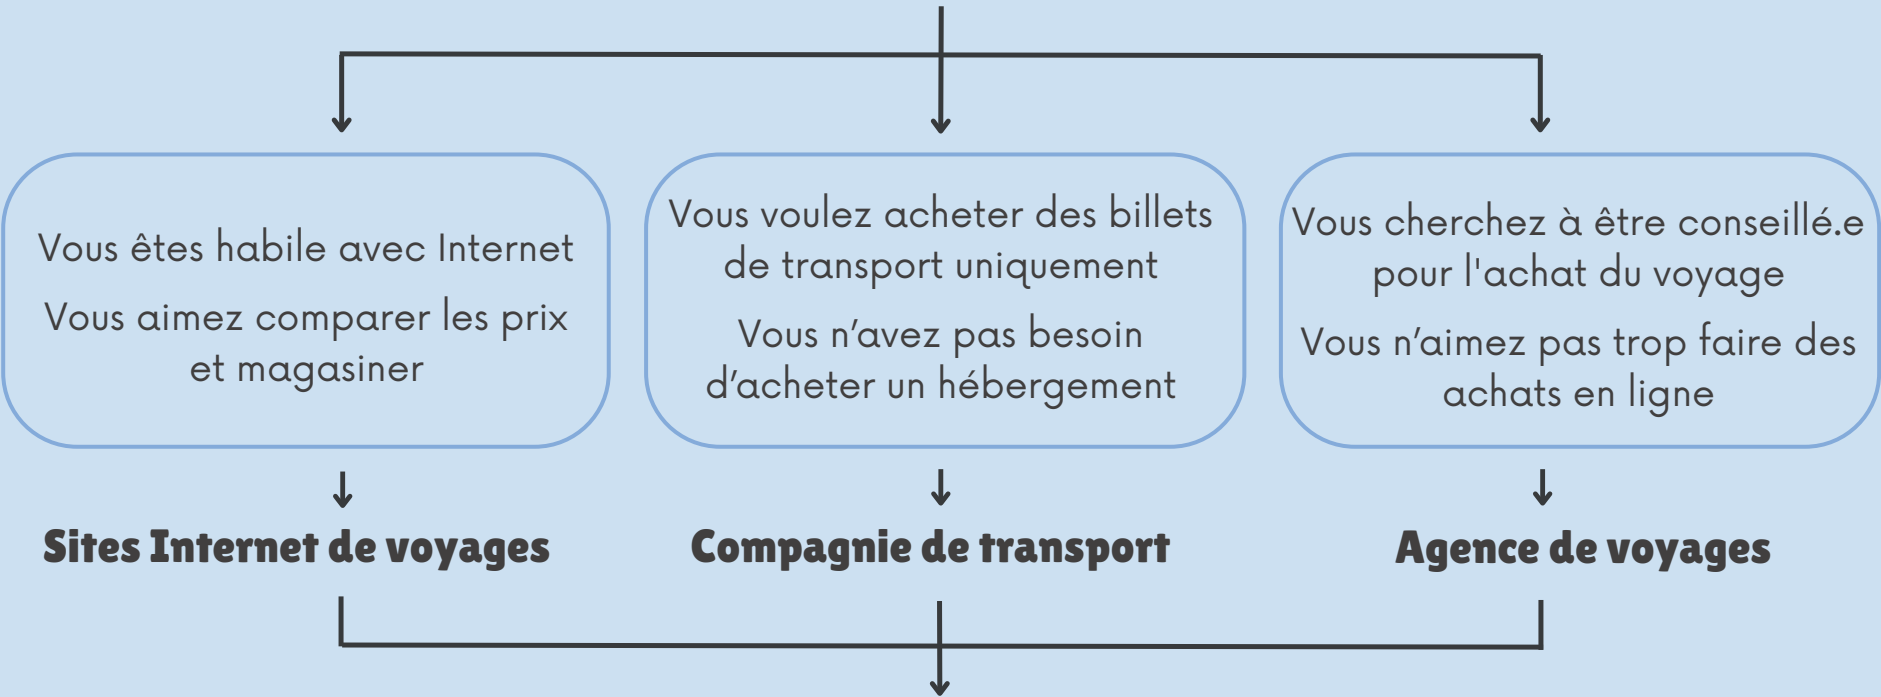 Vous êtes habile avec Internet
Vous aimez comparer les prix
et magasiner
Vous voulez acheter des billets
de transport uniquement
Vous n’avez pas besoin
d’acheter un hébergement
Vous cherchez à être conseillé.e
pour l'achat du voyage
Vous n’aimez pas trop faire des
achats en ligne
Sites Internet de voyages
Compagnie de transport
Agence de voyages